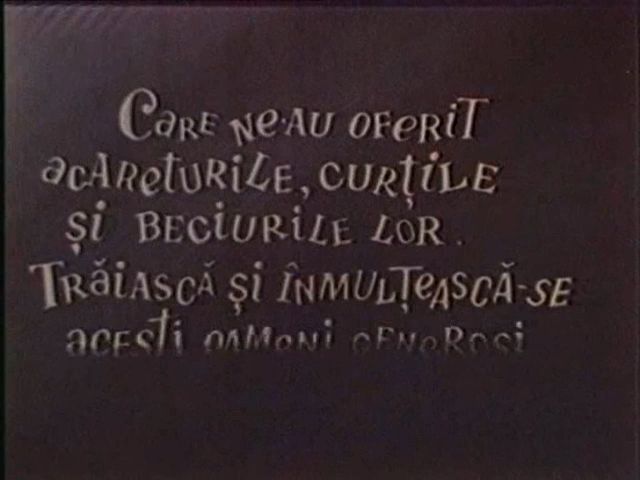 Care ne-au oferit
acareturile, curțile
și beciurile lor.
Trăiască și înmulțească-se
acești oameni generoși